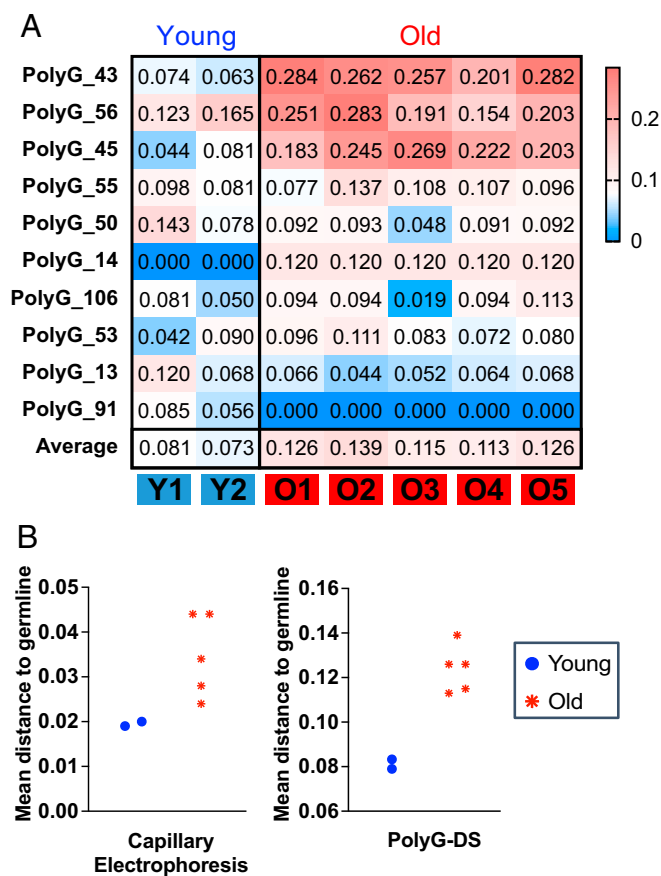 A
Young Old
PolyG_43 0.074 0.063 0.284 0.262 0.257 0.201 0.282
PolyG_56 0.123 0.165 0.251 0.283 0.191 0.154 0.203
PolyG_45 0.044 0.081 0.183 0.245 0.269 0.222 0.203
PolyG_55 0.098 0.081 0.077 0.137 0.108 0.107 0.096
PolyG_50 0.143 0.078 0.092 0.093 0.048 0.091 0.092
PolyG_14 0.000 0.000 0.120 0.120 0.120 0.120 0.120
PolyG_106 0.081 0.050 0.094 0.094 0.019 0.094 0.113
PolyG_53 0.042 0.090 0.096 0.111 0.083 0.072 0.080
PolyG_13 0.120 0.068 0.066 0.044 0.052 0.064 0.068
PolyG_91 0.085 0.056 0.000 0.000 0.000 0.000 0.000
Average 0.081 0.073 0.126 0.139 0.115 0.113 0.126
Y1 Y2 O1 O2 O3 O4 O5
0.2
0.1
0
B
Mean distance to germline
0.05
0.04
0.03
0.02
0.01
0.00
Capillary
Electrophoresis
Mean distance to germline
0.16
0.14
0.12
0.10
0.08
0.06
PolyG-DS
Young
Old